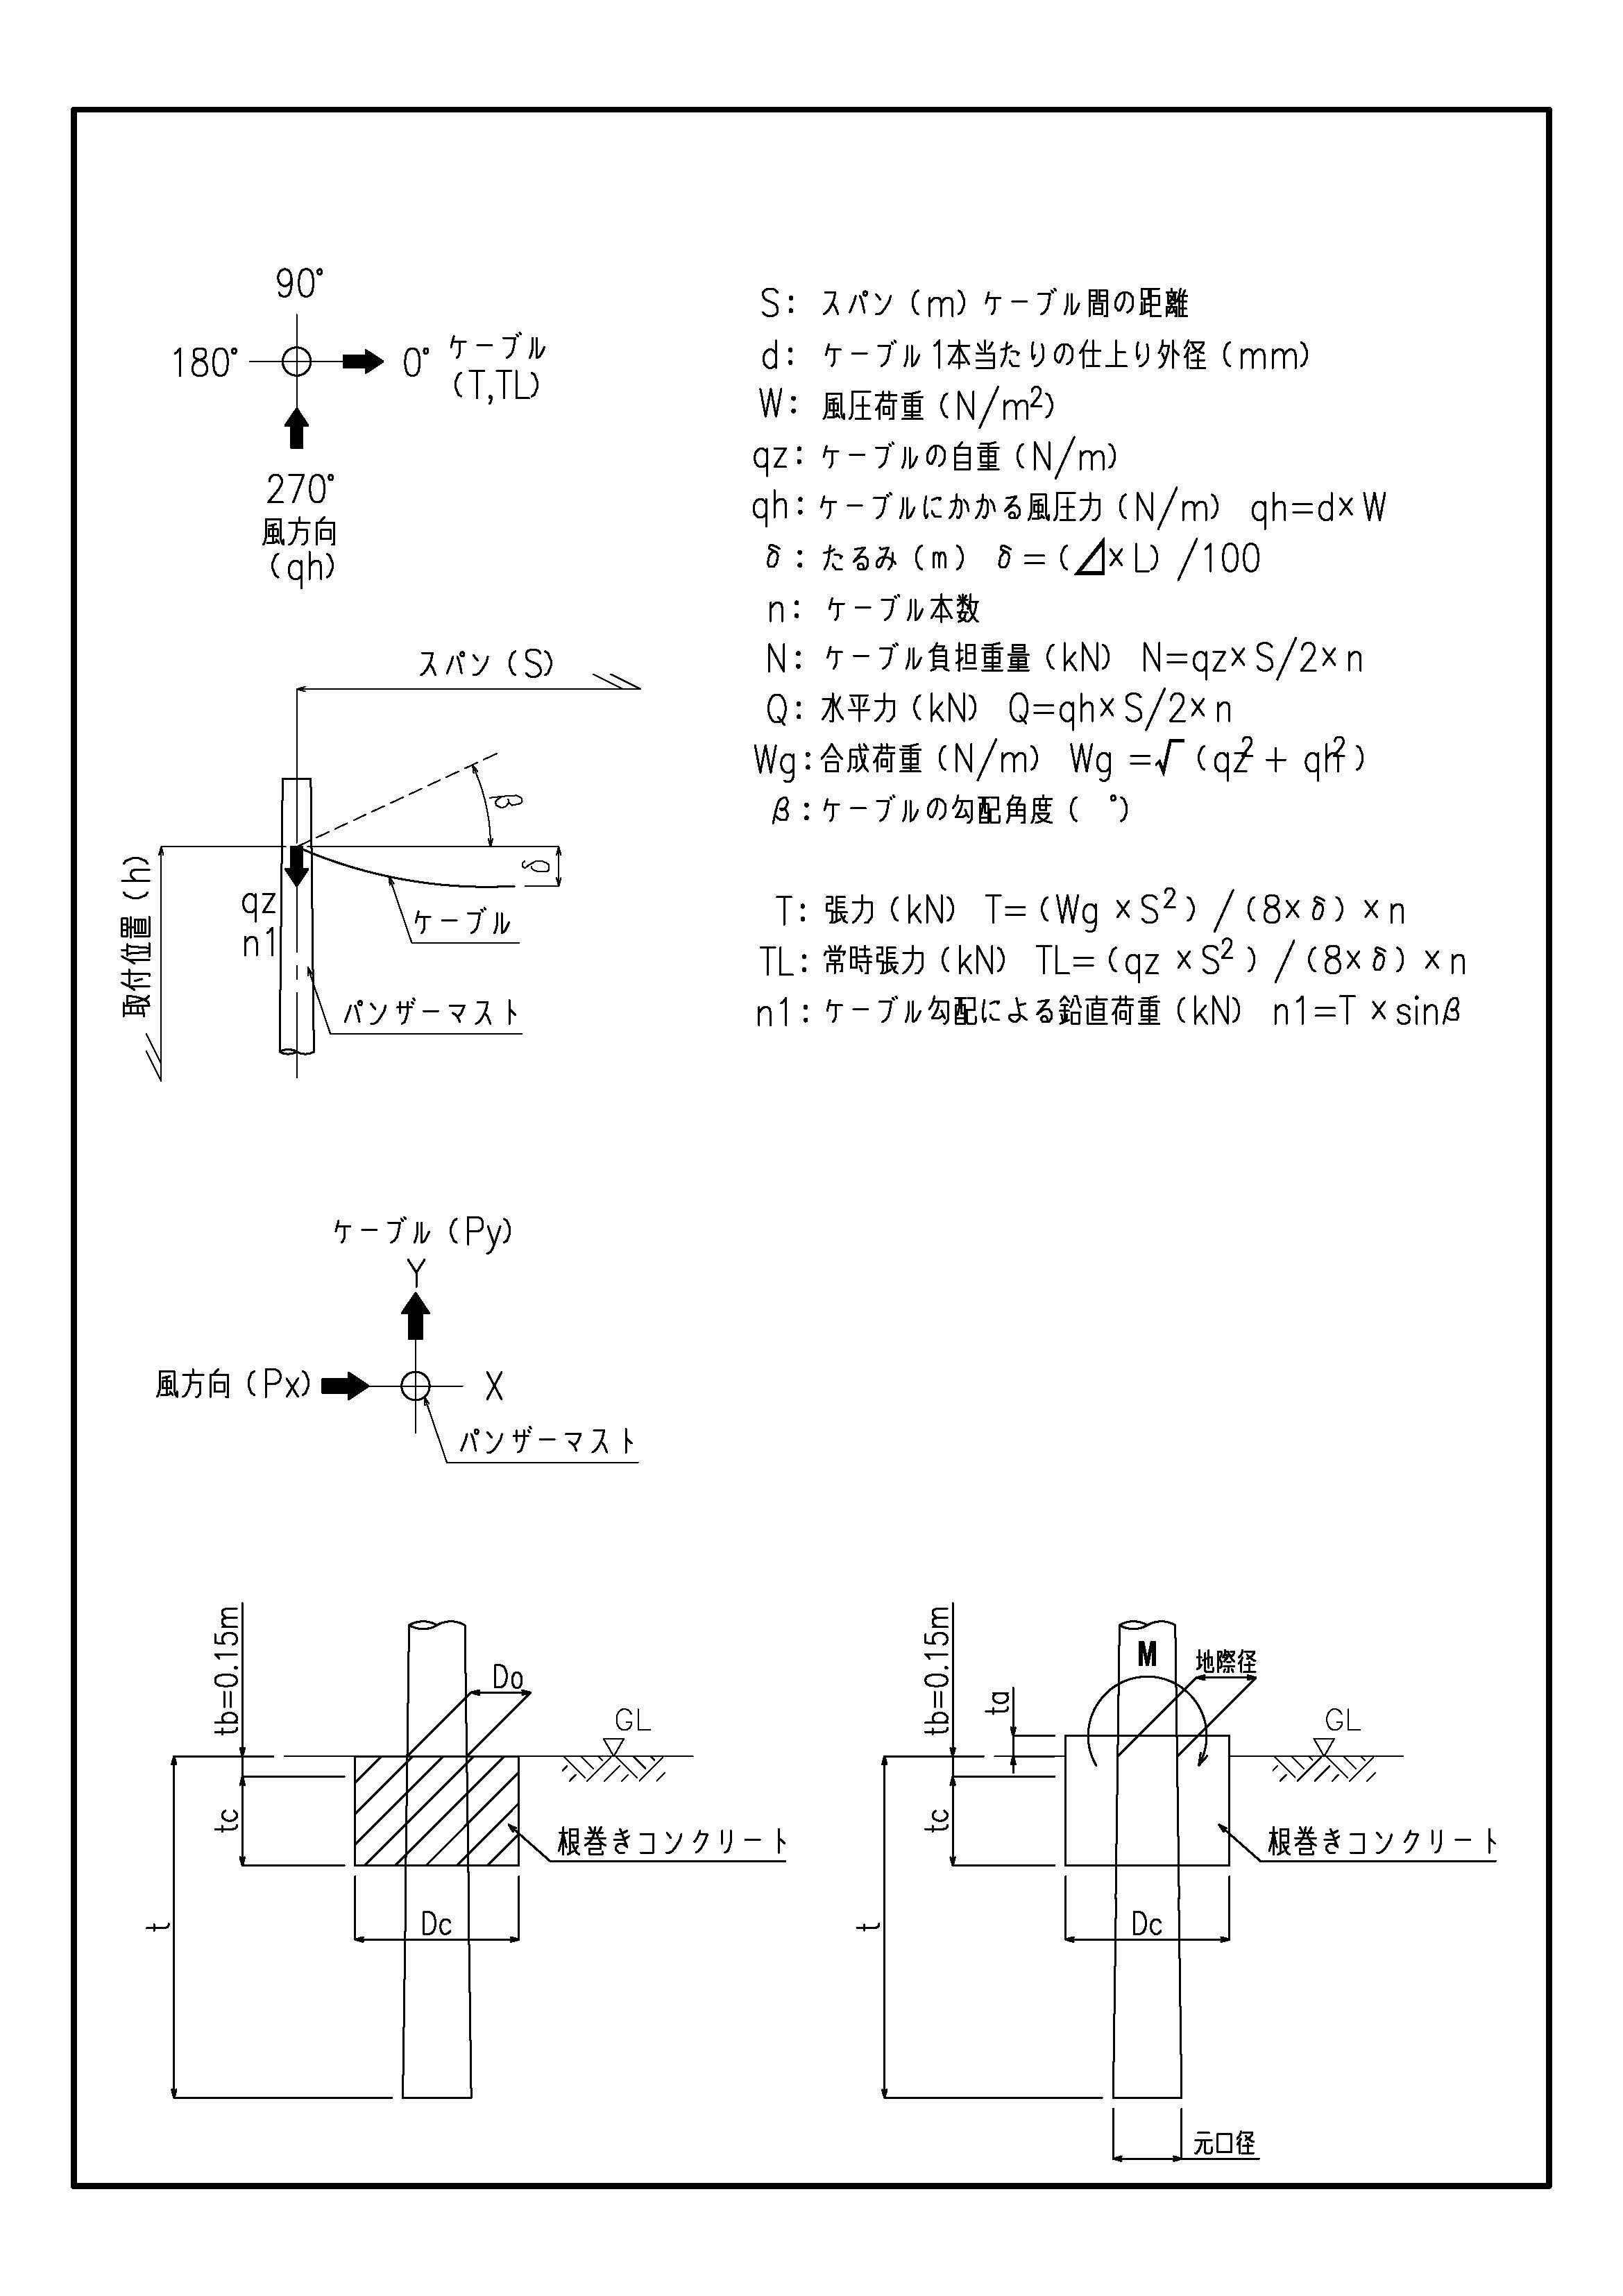 90°
180°
0°
ケーブル
(T,TL)
270°
風方向
(qh)
S: スパン(m)ケーブル間の距離
d: ケーブル1本当たりの仕上り外径(mm)
W: 風圧荷重(N/m²)
qz:ケーブルの自重(N/m)
qh:ケーブルにかかる風圧力(N/m) qh=d×W
δ:たるみ(m) δ=(⊿×L)/100
n: ケーブル本数
N: ケーブル負担重量(kN) N=qz×S/2×n
Q:水平力(kN) Q=qh×S/2×n
Wg:合成荷重(N/m) Wg=√(qz²+qh²)
β:ケーブルの勾配角度( °)
T:張力(kN) T=(Wg×S²)/(8×δ)×n
TL:常時張力(kN) TL=(qz×S²)/(8×δ)×n
n1:ケーブル勾配による鉛直荷重(kN) n1=T×sinβ
スパン(S)
β
δ
取付位置(h)
qz
n1
ケーブル
パンザーマスト
ケーブル(Py)
Y
風方向(Px)
X
パンザーマスト
tb=0.15m
Do
GL
tc
根巻きコンクリート
t
Dc
tb=0.15m
ta
M
地際径
GL
tc
根巻きコンクリート
t
Dc
元口径